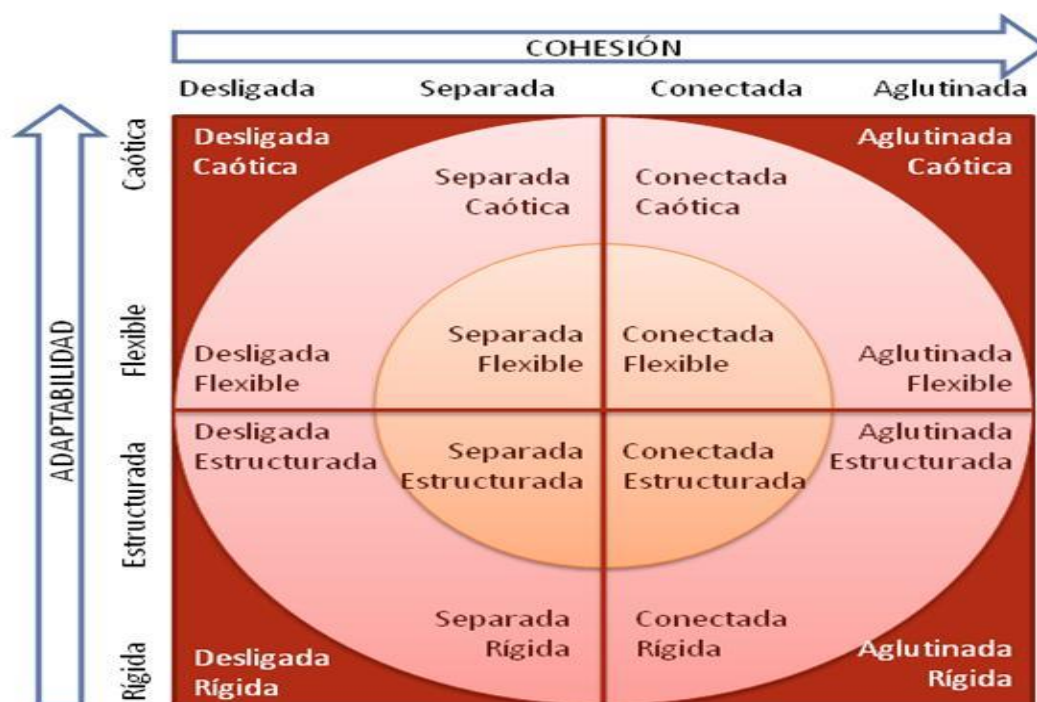 COHESIÓN
Desligada Separada Conectada Aglutinada
ADAPTABILIDAD
Caótica
Flexible
Estructurada
Rígida
Desligada
Caótica
Aglutinada
Caótica
Separada
Caótica
Conectada
Caótica
Desligada
Flexible
Separada
Flexible
Conectada
Flexible
Aglutinada
Flexible
Desligada
Estructurada
Separada
Estructurada
Conectada
Estructurada
Aglutinada
Estructurada
Separada
Rígida
Conectada
Rígida
Desligada
Rígida
Aglutinada
Rígida